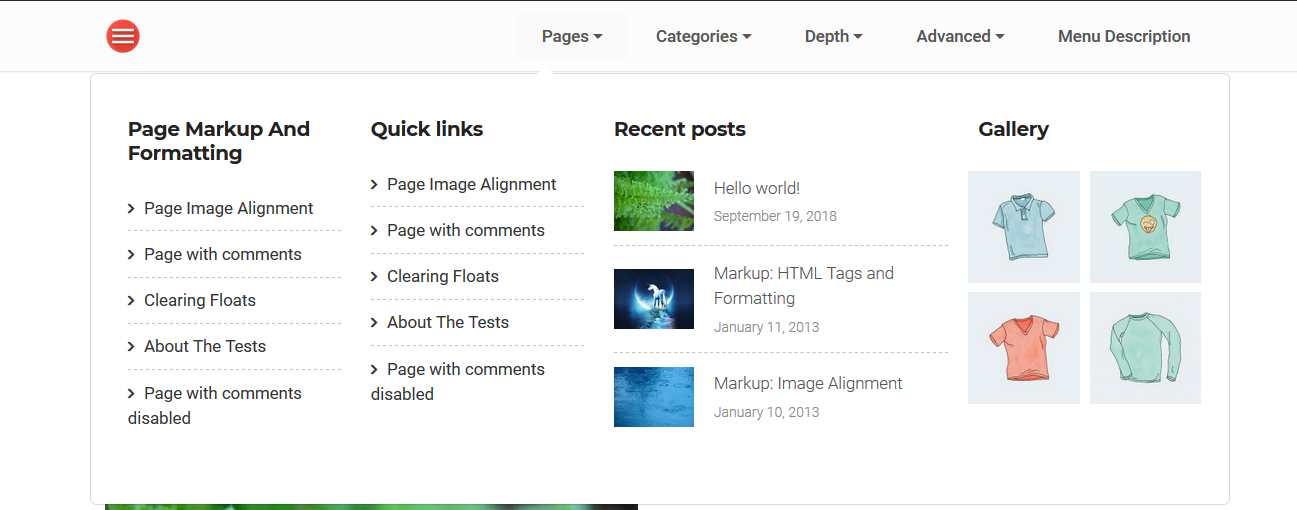 Pages
Categories
Depth
Advanced
Menu Description
Page Markup And
Formatting
Page Image Alignment
Page with comments
Clearing Floats
About The Tests
Page with comments
disabled
Quick links
Page Image Alignment
Page with comments
Clearing Floats
About The Tests
Page with comments
disabled
Recent posts
Hello world!
September 19, 2018
Markup: HTML Tags and
Formatting
January 11, 2013
Markup: Image Alignment
January 10, 2013
Gallery